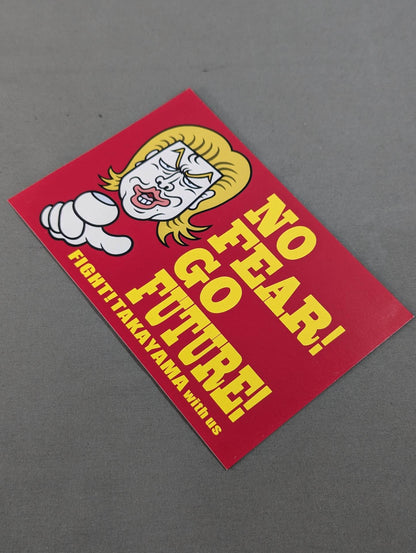 NO
FEAR!
GO
FUTURE!
FIGHT! TAKAYAMA with us